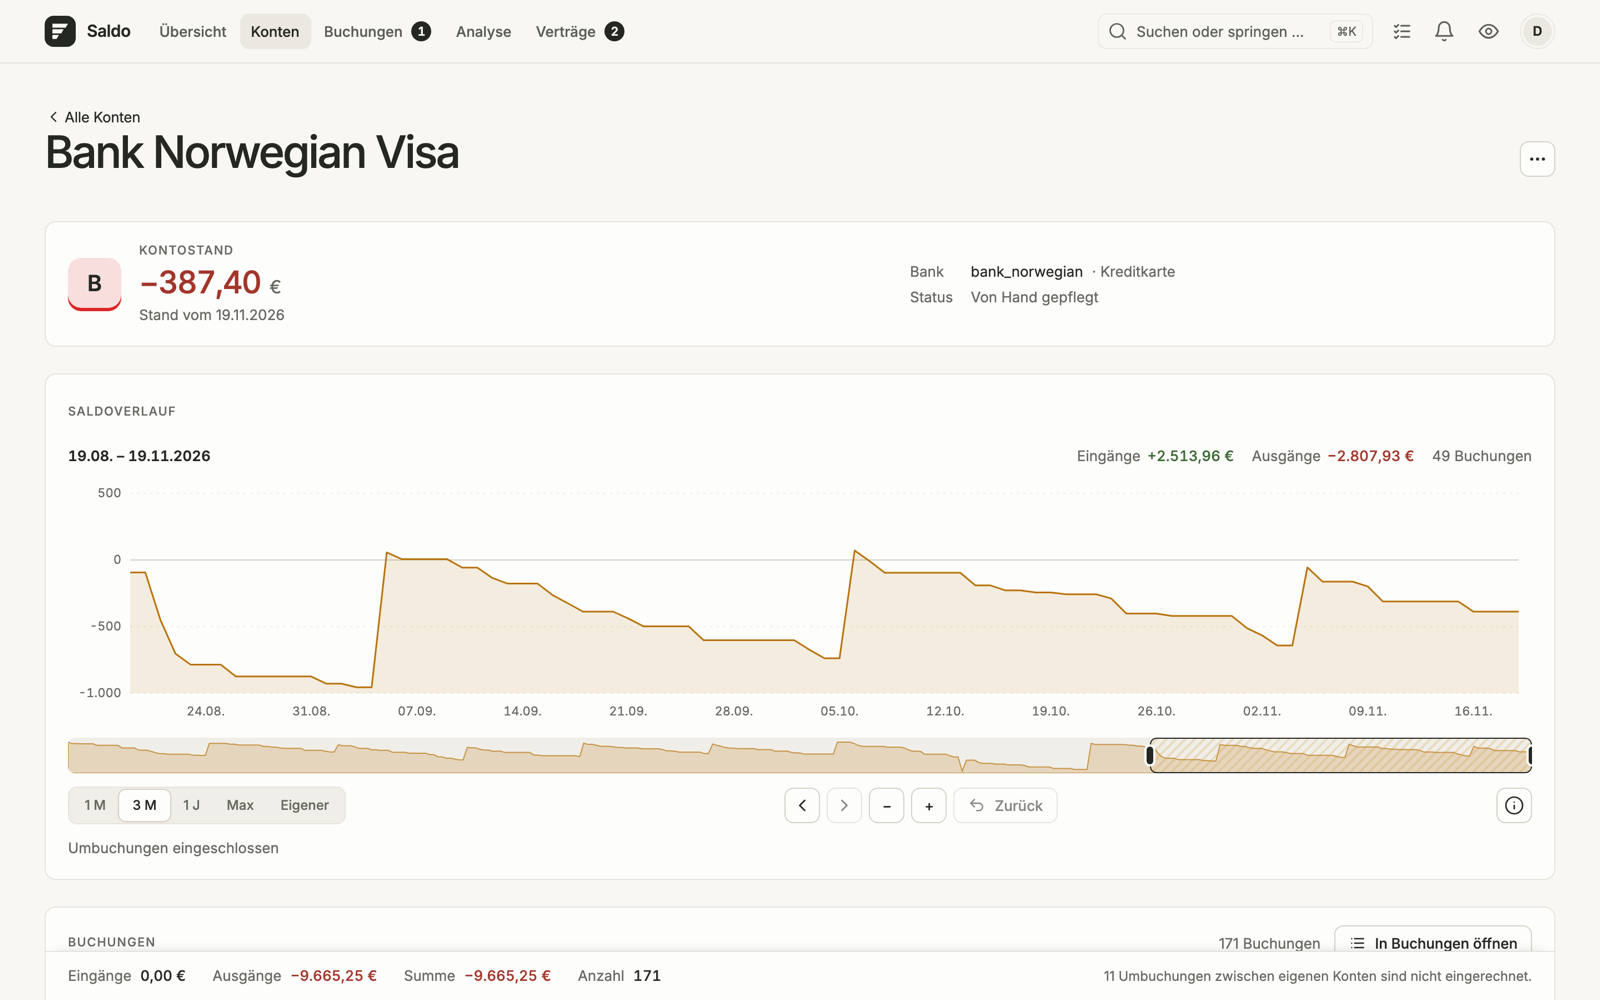 Saldo
Übersicht
Konten
Buchungen 1
Analyse
Verträge 2
Suchen oder springen ... ⌘K
D
Alle Konten
Bank Norwegian Visa
B
KONTOSTAND
−387,40 €
Stand vom 19.11.2026
Bank bank_norwegian · Kreditkarte
Status Von Hand gepflegt
SALDOVERLAUF
19.08. – 19.11.2026
Eingänge +2.513,96 € Ausgänge −2.807,93 € 49 Buchungen
500
0
-500
-1.000
24.08. 31.08. 07.09. 14.09. 21.09. 28.09. 05.10. 12.10. 19.10. 26.10. 02.11. 09.11. 16.11.
1 M 3 M 1 J Max Eigener
− + Zurück
Umbuchungen eingeschlossen
BUCHUNGEN
171 Buchungen
In Buchungen öffnen
Eingänge 0,00 € Ausgänge −9.665,25 € Summe −9.665,25 € Anzahl 171
11 Umbuchungen zwischen eigenen Konten sind nicht eingerechnet.